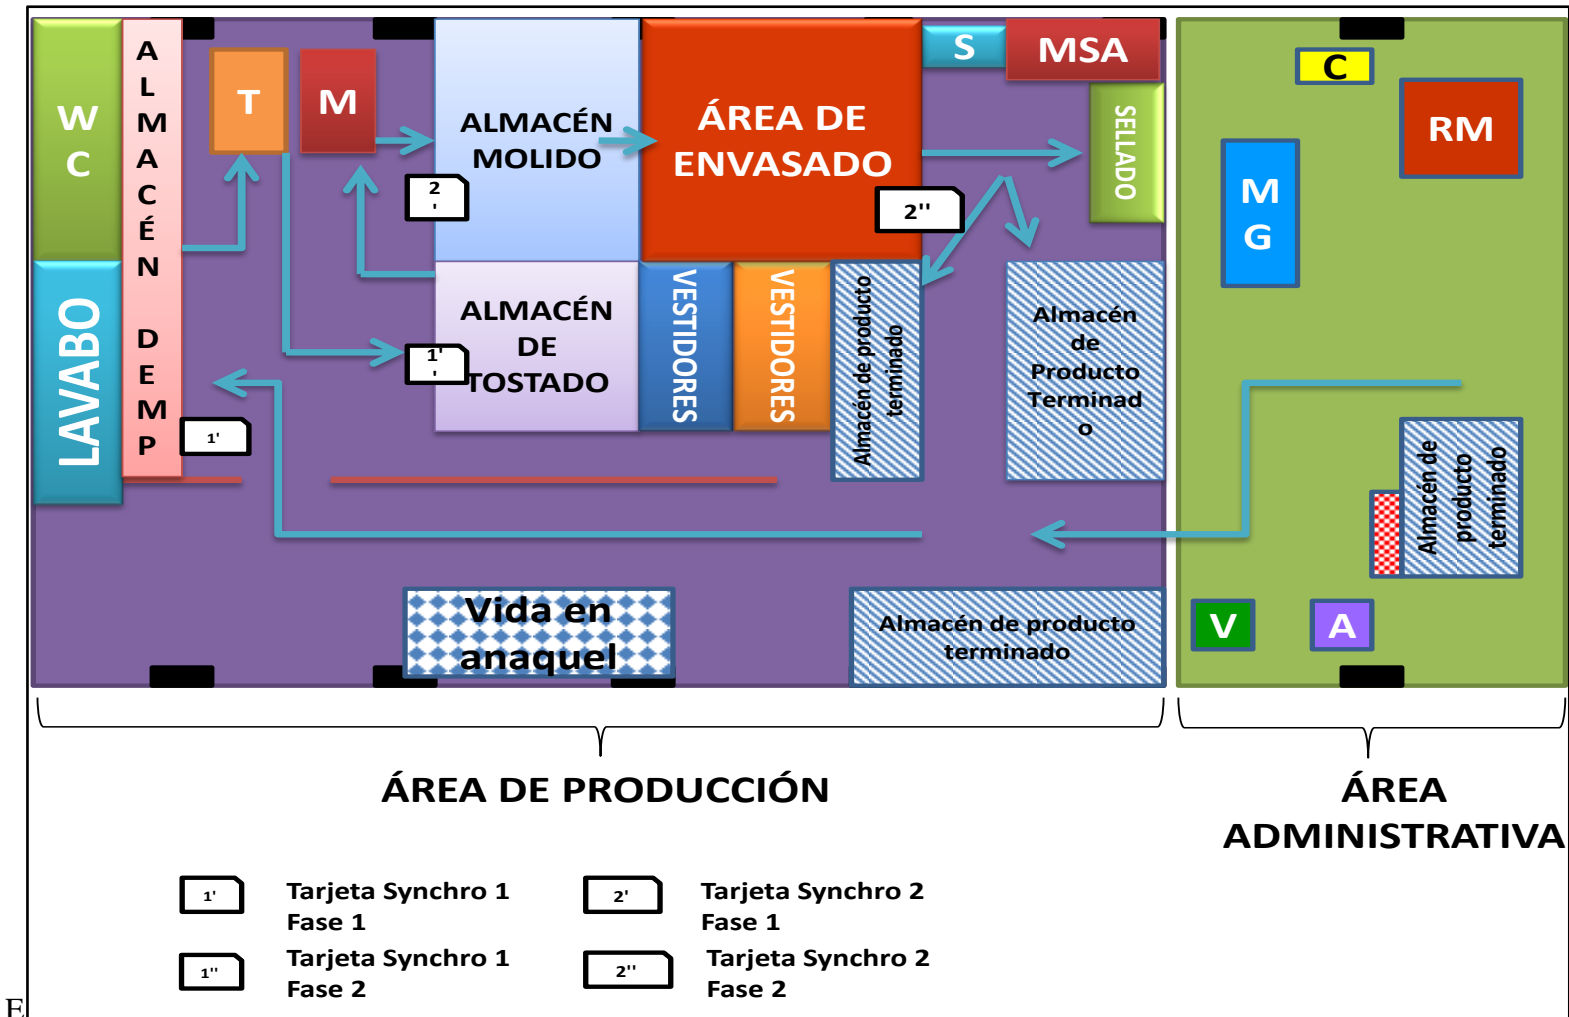 W
C
A
L
M
A
C
É
N
D
E
M
P
T
M
ALMACÉN
MOLIDO
ÁREA DE
ENVASADO
S
MSA
SELLADO
2
'
2''
LAVABO
1'
ALMACÉN
DE
TOSTADO
1'
'
VESTIDORES
VESTIDORES
Almacén de producto
terminado
Almacén
de
Producto
Terminad
o
Vida en
anaquel
Almacén de producto
terminado
C
RM
M
G
Almacén de
producto
terminado
V
A
ÁREA DE PRODUCCIÓN
ÁREA
ADMINISTRATIVA
1'
Tarjeta Synchro 1
Fase 1
2'
Tarjeta Synchro 2
Fase 1
1''
Tarjeta Synchro 1
Fase 2
2''
Tarjeta Synchro 2
Fase 2
E